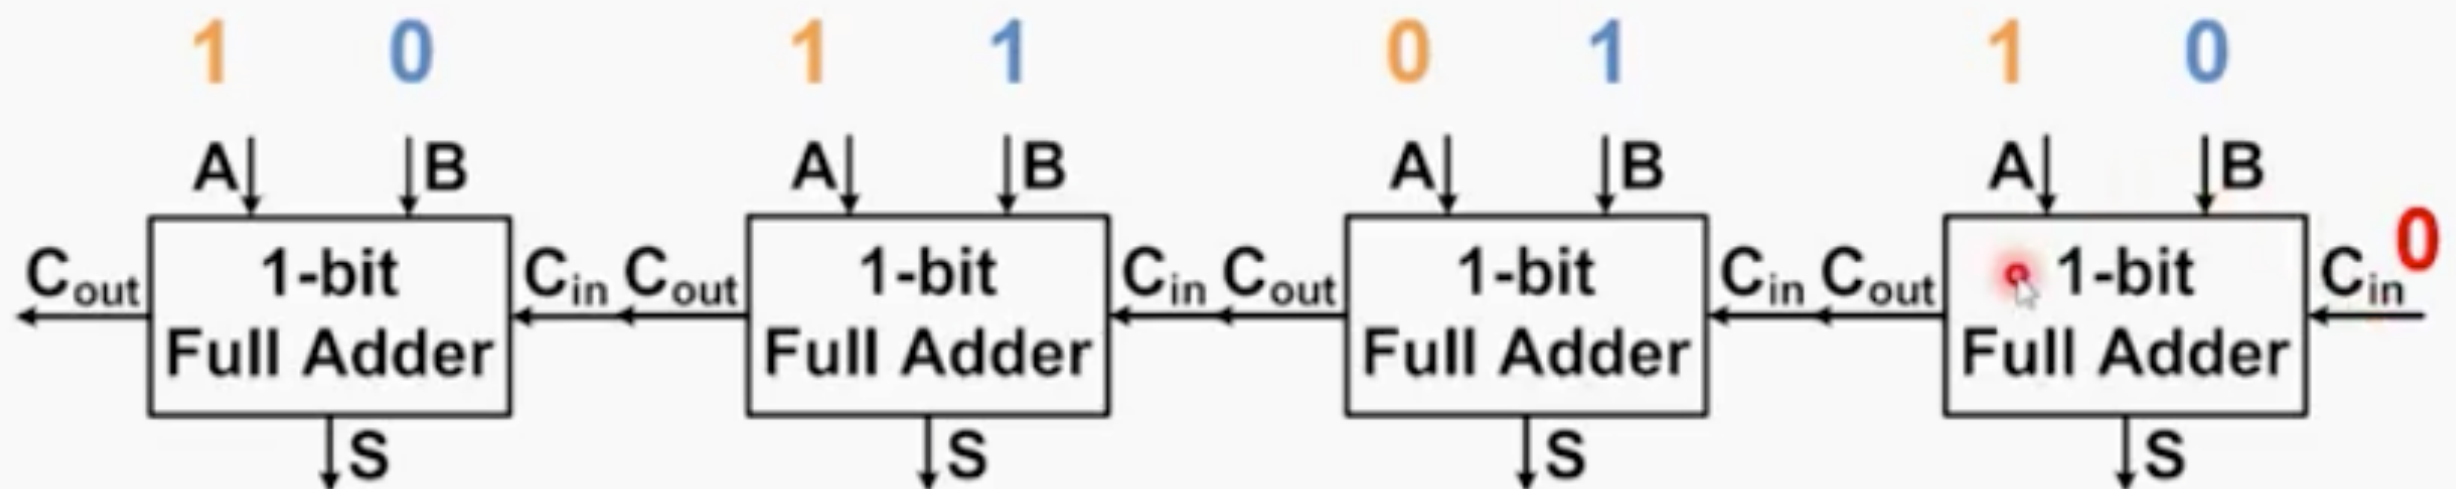 1 0 1 1 0 1 1 0
A B A B A B A B
0
Cout 1-bit Full Adder Cin Cout 1-bit Full Adder Cin Cout 1-bit Full Adder Cin Cout 1-bit Full Adder Cin
S S S S